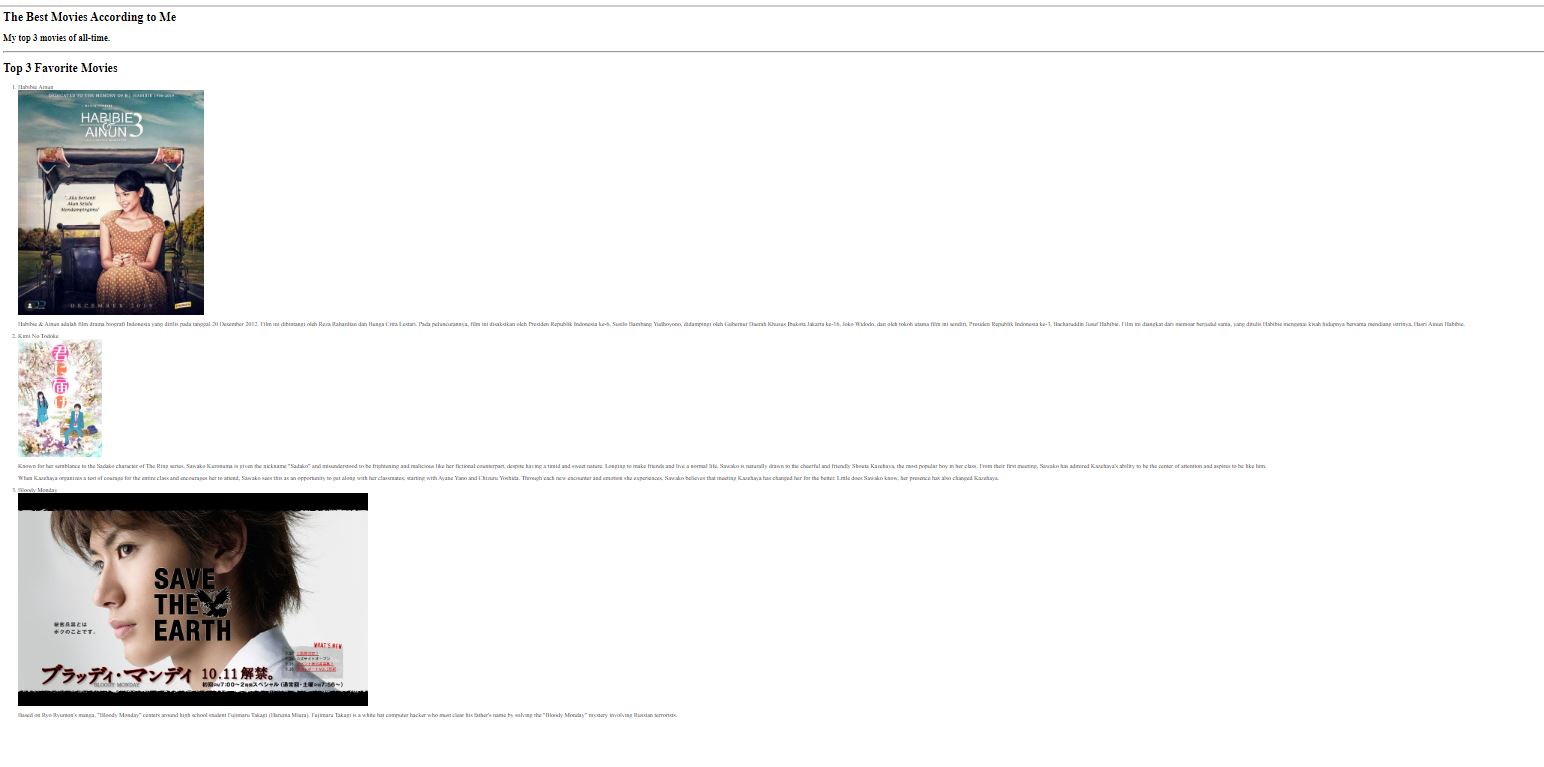 The Best Movies According to Me
My top 3 movies of all-time.
Top 3 Favorite Movies
1. Habibie Ainun
DEDICATED TO THE MEMORY OF B.J. HABIBIE 1936-2019
HABIBIE
&
AINUN 3
"...Aku Berjanji
Akan Selalu
Mendampingimu"
DECEMBER 2019
Habibie & Ainun adalah film drama biografi Indonesia yang dirilis pada tanggal 20 Desember 2012. Film ini dibintangi oleh Reza Rahardian dan Bunga Citra Lestari. Pada peluncurannya, film ini disaksikan oleh Presiden Republik Indonesia ke-6, Susilo Bambang Yudhoyono, didampingi oleh Gubernur Daerah Khusus Ibukota Jakarta ke-16, Joko Widodo, dan oleh tokoh utama film ini sendiri, Presiden Republik Indonesia ke-3, Bacharuddin Jusuf Habibie. Film ini diangkat dari memoar berjudul sama, yang ditulis Habibie mengenai kisah hidupnya bersama mendiang istrinya, Hasri Ainun Habibie.
2. Kimi No Todoke
君に届け
Known for her semblance to the Sadako character of The Ring series, Sawako Kuronuma is given the nickname "Sadako" and misunderstood to be frightening and malicious like her fictional counterpart, despite having a timid and sweet nature. Longing to make friends and live a normal life, Sawako is naturally drawn to the cheerful and friendly Shouta Kazehaya, the most popular boy in her class. From their first meeting, Sawako has admired Kazehaya's ability to be the center of attention and aspires to be like him.
When Kazehaya organizes a test of courage for the entire class and encourages her to attend, Sawako sees this as an opportunity to get along with her classmates, starting with Ayane Yano and Chizuru Yoshida. Through each new encounter and emotion she experiences, Sawako believes that meeting Kazehaya has changed her for the better. Little does Sawako know, her presence has also changed Kazehaya.
3. Bloody Monday
SAVE
THE
EARTH
秘密兵器とは
ボクのことです。
WHAT'S NEW
ブラッディ・マンデイ 10.11 解禁。
BLOODY MONDAY
初回のみ7:00〜2時間スペシャル (通常回・土曜よる7:56〜)
Based on Ryo Ryumon's manga, "Bloody Monday" centers around high school student Fujimaru Takagi (Haruma Miura). Fujimaru Takagi is a white hat computer hacker who must clear his father's name by solving the "Bloody Monday" mystery involving Russian terrorists.